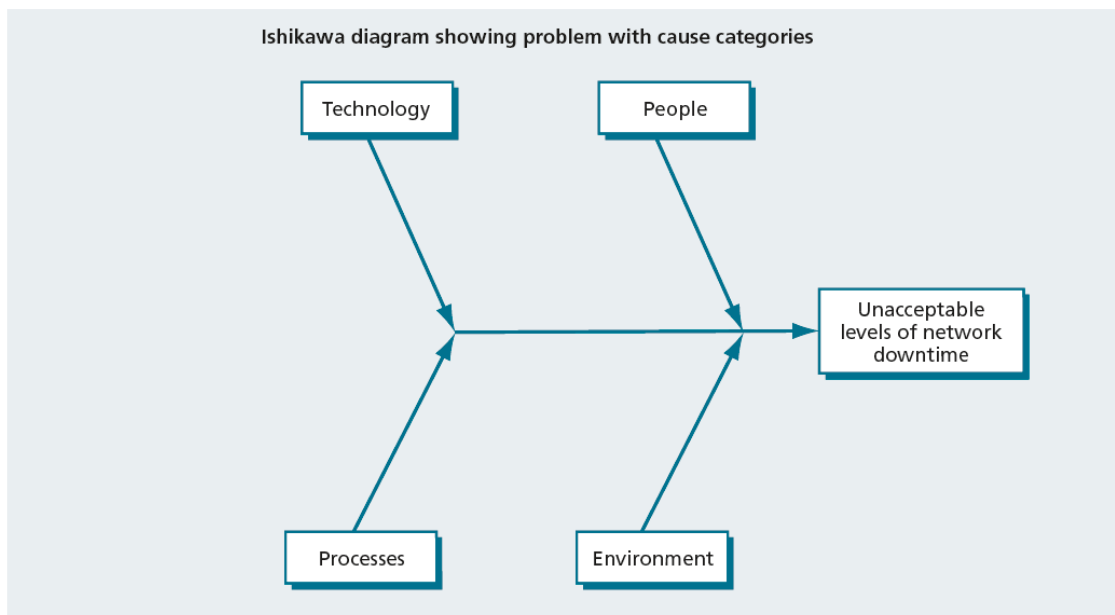 Ishikawa diagram showing problem with cause categories
Technology
People
Unacceptable
levels of network
downtime
Processes
Environment